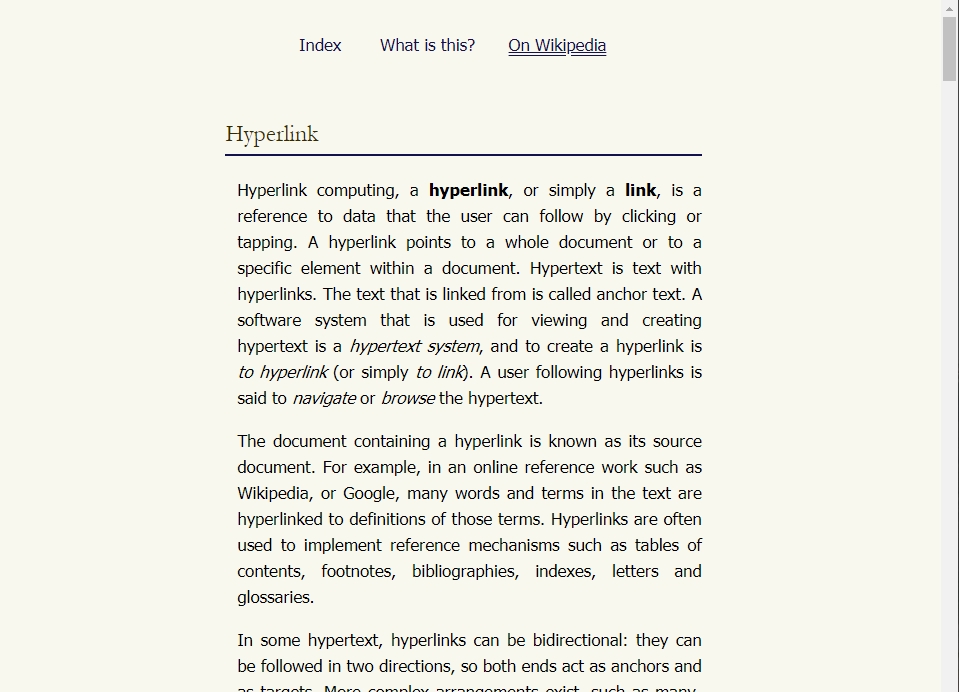 Index What is this? On Wikipedia
Hyperlink
Hyperlink computing, a hyperlink, or simply a link, is a
reference to data that the user can follow by clicking or
tapping. A hyperlink points to a whole document or to a
specific element within a document. Hypertext is text with
hyperlinks. The text that is linked from is called anchor text. A
software system that is used for viewing and creating
hypertext is a hypertext system, and to create a hyperlink is
to hyperlink (or simply to link). A user following hyperlinks is
said to navigate or browse the hypertext.
The document containing a hyperlink is known as its source
document. For example, in an online reference work such as
Wikipedia, or Google, many words and terms in the text are
hyperlinked to definitions of those terms. Hyperlinks are often
used to implement reference mechanisms such as tables of
contents, footnotes, bibliographies, indexes, letters and
glossaries.
In some hypertext, hyperlinks can be bidirectional: they can
be followed in two directions, so both ends act as anchors and
as targets. More complex arrangements exist, such as many-